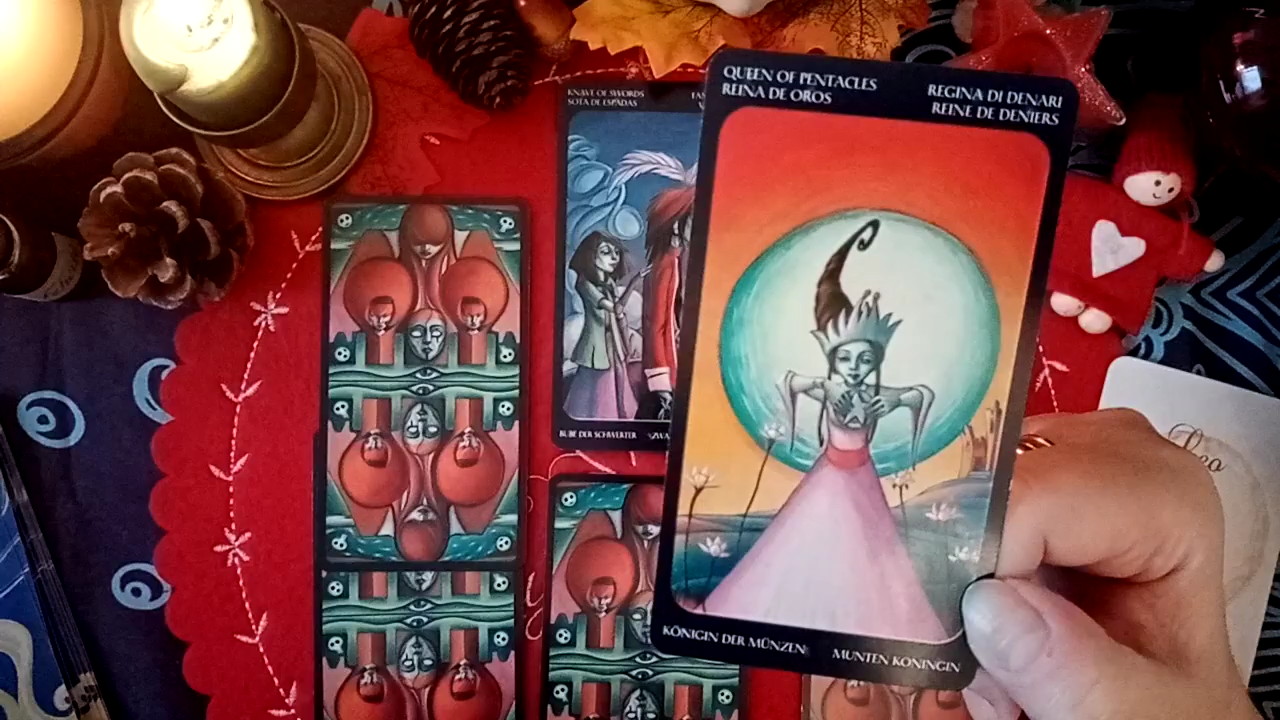 QUEEN OF PENTACLES
REINA DE OROS
REGINA DI DENARI
REINE DE DENIERS
KÖNIGIN DER MÜNZEN
MUNTEN KONINGIN
KNAVE OF SWORDS
SOTA DE ESPADAS
BUBE DER SCHWERTER
Leo